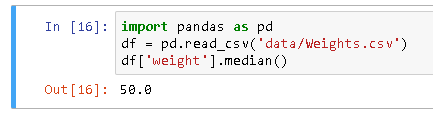 In [16]: import pandas as pd
df = pd.read_csv('data/Weights.csv')
df['weight'].median()
Out[16]: 50.0